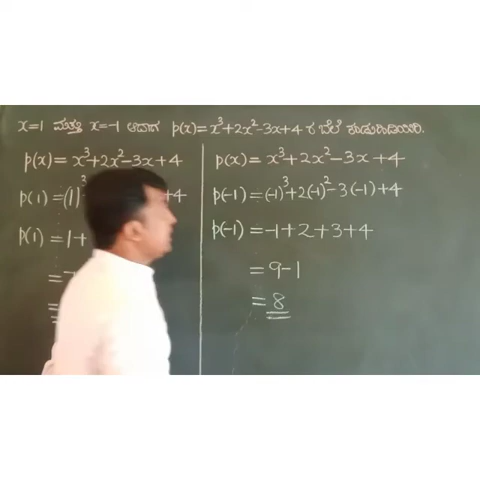 x=1 ಮತ್ತು x=-1 ಆದಾಗ p(x)=x³+2x²-3x+4 ರ ಬೆಲೆ ಕಂಡುಹಿಡಿಯಿರಿ.
p(x)=x³+2x²-3x+4
p(1)=(1)³ +4
p(1)=1+
=7
=
p(x)=x³+2x²-3x+4
p(-1)=(-1)³+2(-1)²-3(-1)+4
p(-1)=-1+2+3+4
=9-1
=8